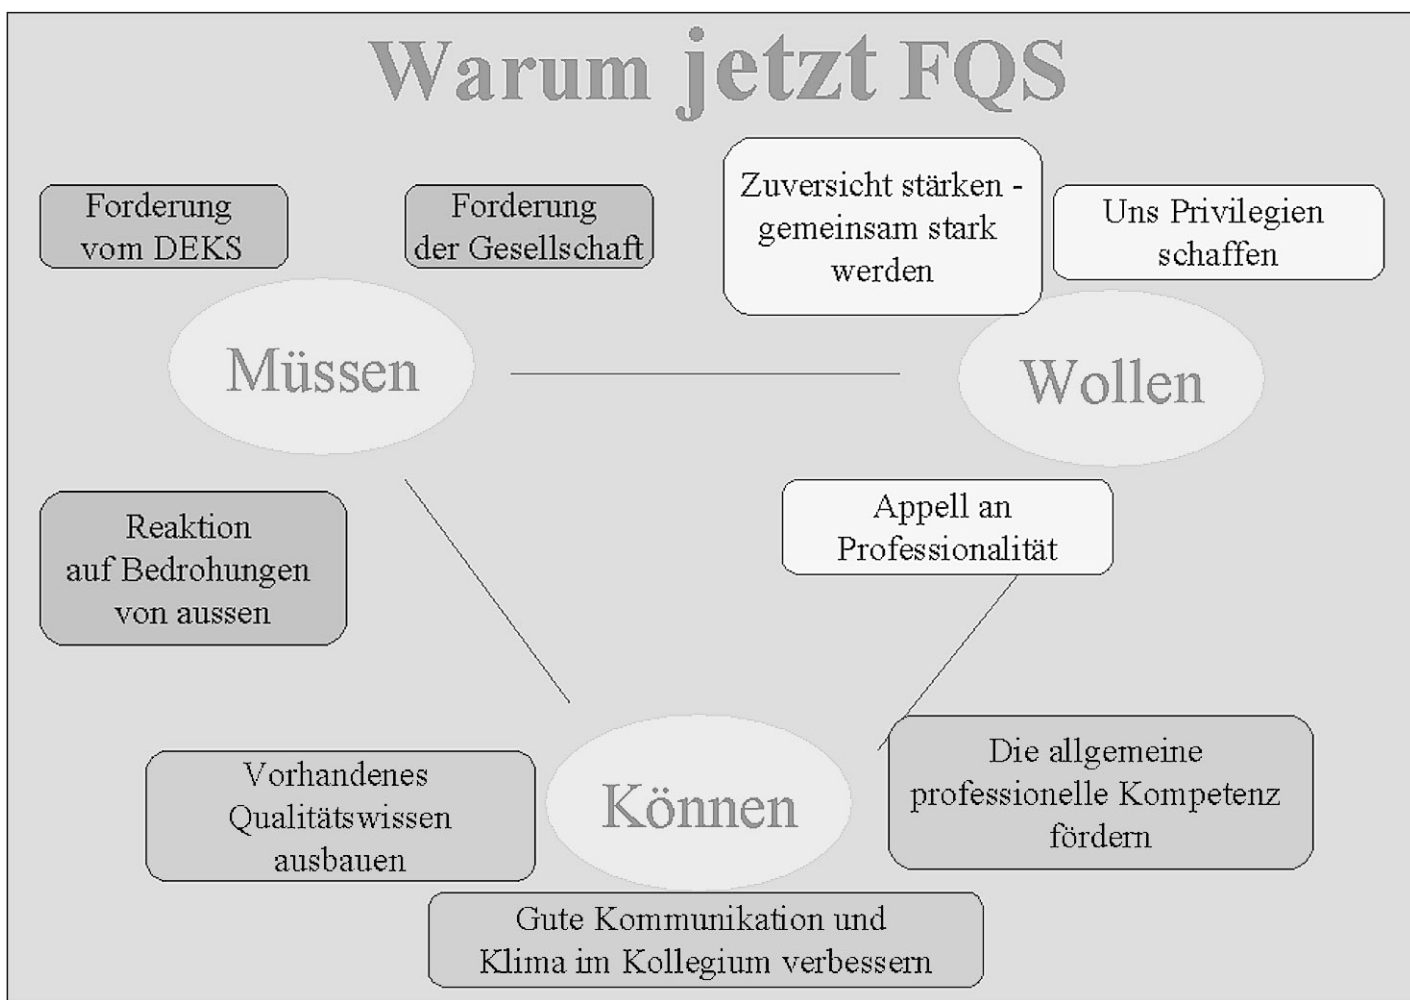 Warum jetzt FQS
Forderung
vom DEKS
Forderung
der Gesellschaft
Zuversicht stärken -
gemeinsam stark
werden
Uns Privilegien
schaffen
Müssen
Wollen
Reaktion
auf Bedrohungen
von aussen
Appell an
Professionalität
Können
Vorhandenes
Qualitätswissen
ausbauen
Die allgemeine
professionelle Kompetenz
fördern
Gute Kommunikation und
Klima im Kollegium verbessern